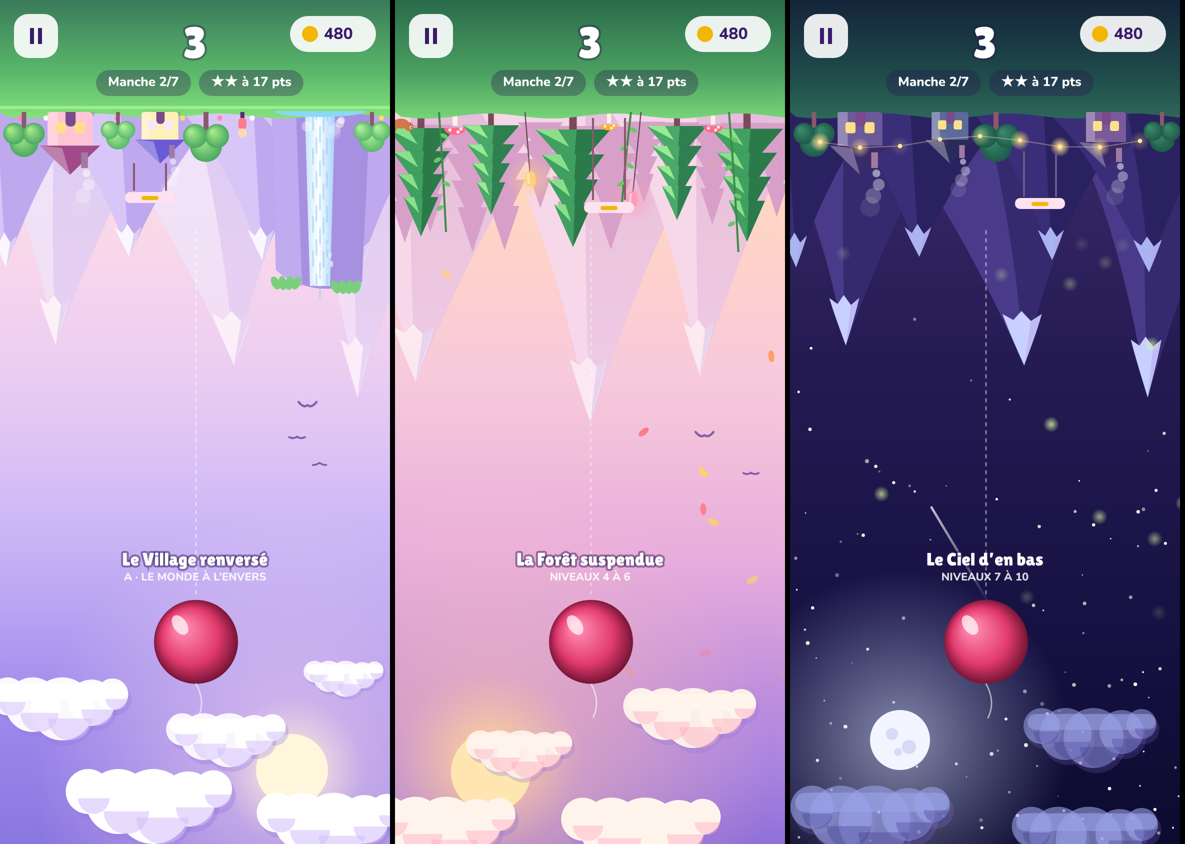 3
480
Manche 2/7
★★ à 17 pts
Le Village renversé
A · LE MONDE À L'ENVERS
3
480
Manche 2/7
★★ à 17 pts
La Forêt suspendue
NIVEAUX 4 À 6
3
480
Manche 2/7
★★ à 17 pts
Le Ciel d'en bas
NIVEAUX 7 À 10